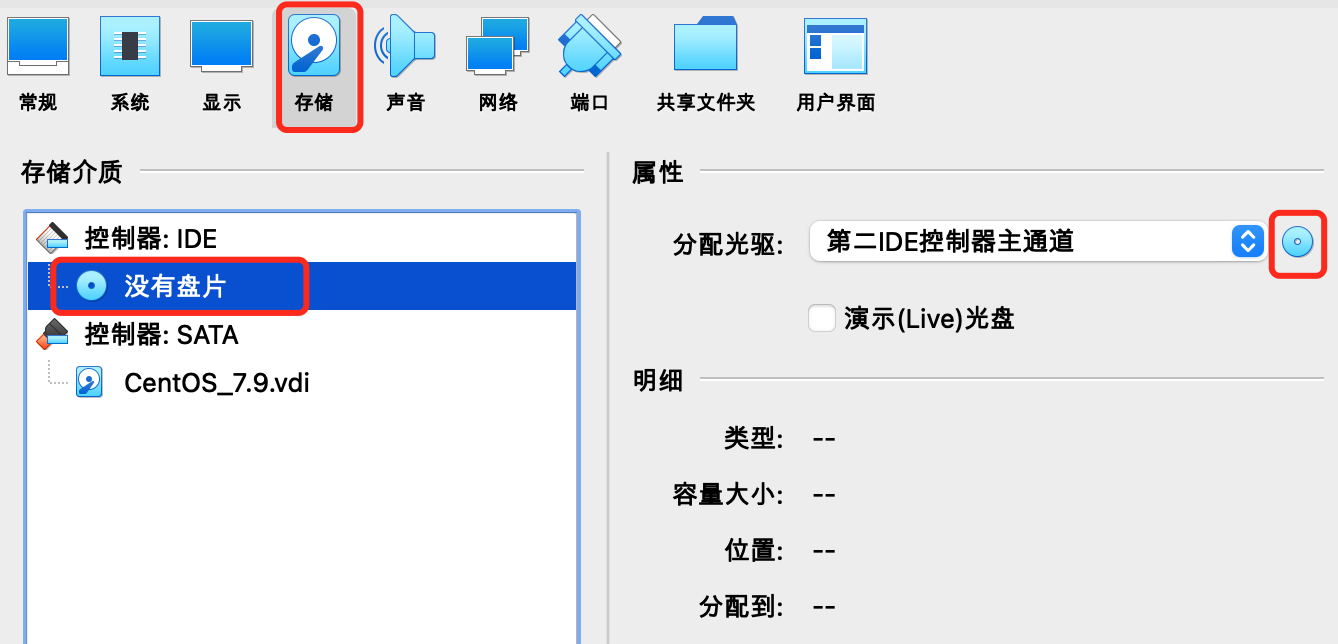 常规 系统 显示 存储 声音 网络 端口 共享文件夹 用户界面
存储介质
控制器: IDE
没有盘片
控制器: SATA
CentOS_7.9.vdi
属性
分配光驱: 第二IDE控制器主通道
演示(Live)光盘
明细
类型: --
容量大小: --
位置: --
分配到: --